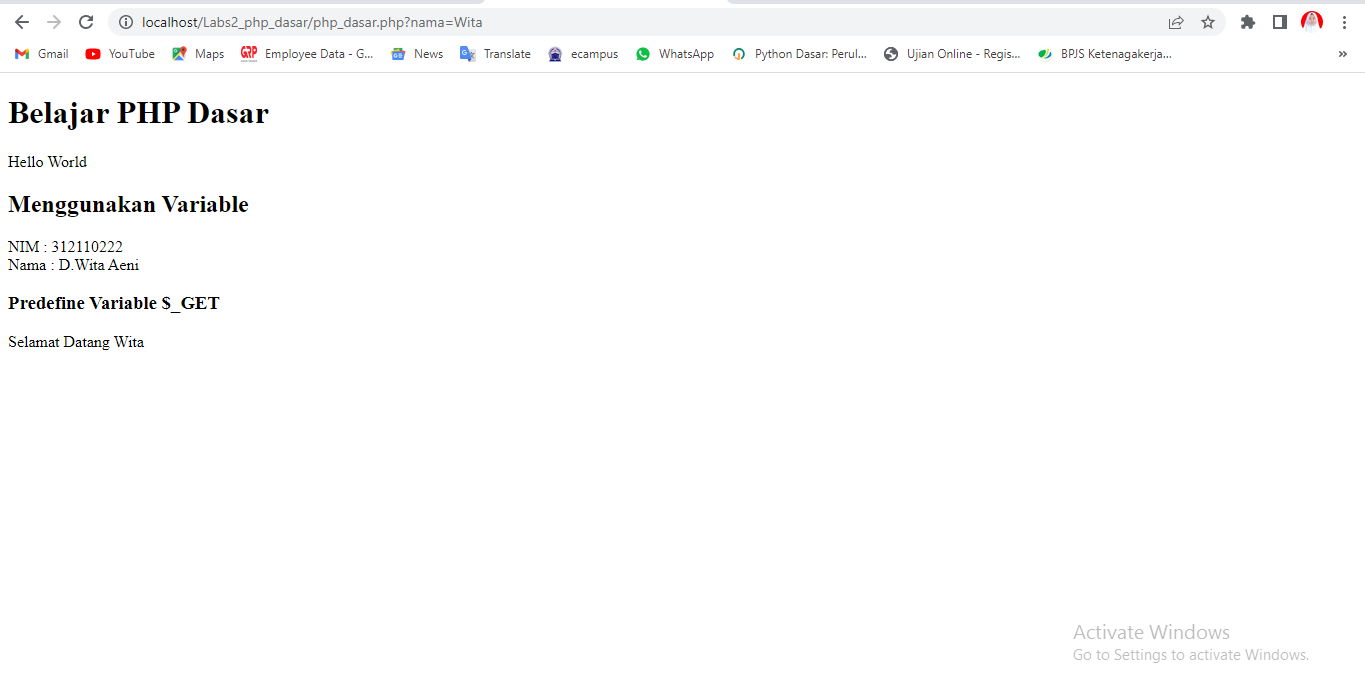 localhost/Labs2_php_dasar/php_dasar.php?nama=Wita
Gmail YouTube Maps GRP Employee Data - G... News Translate ecampus WhatsApp Python Dasar: Perul... Ujian Online - Regis... BPJS Ketenagakerja... »
Belajar PHP Dasar
Hello World
Menggunakan Variable
NIM : 312110222
Nama : D.Wita Aeni
Predefine Variable $_GET
Selamat Datang Wita
Activate Windows
Go to Settings to activate Windows.